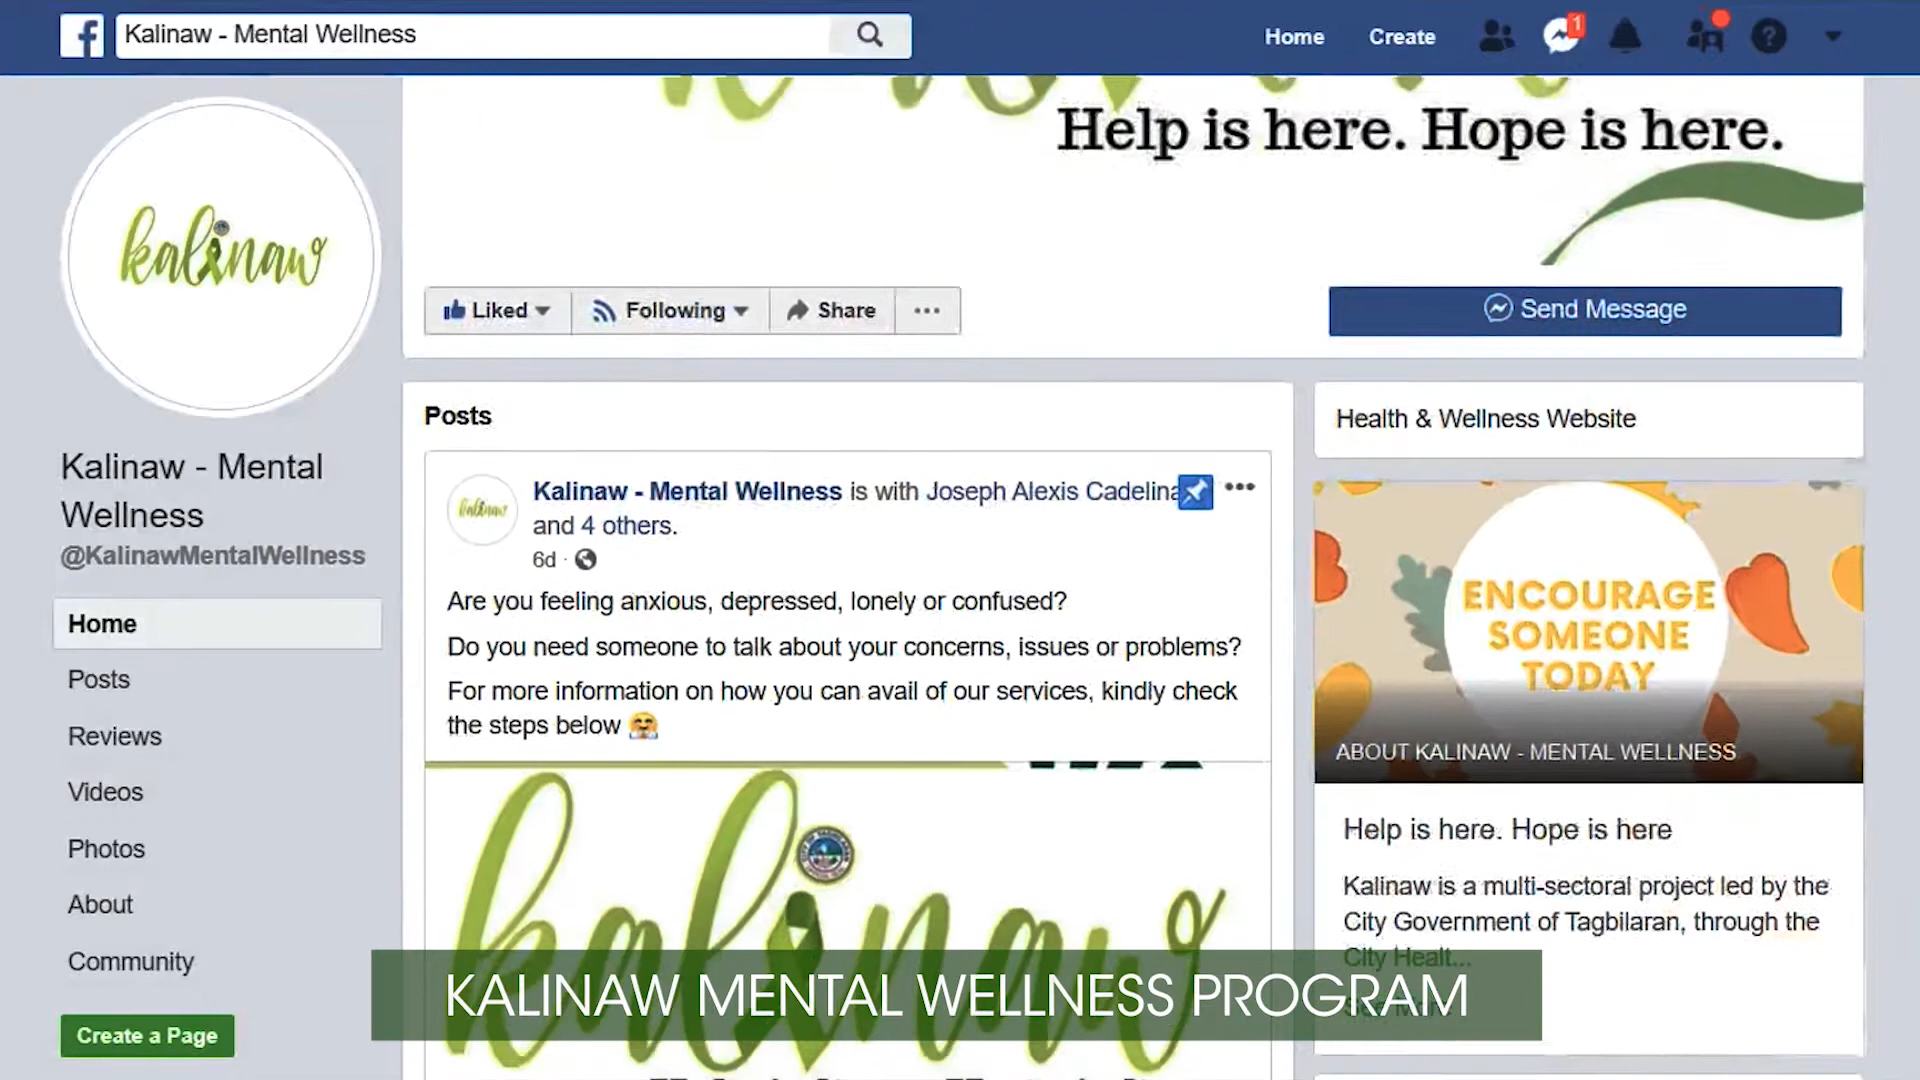 Kalinaw - Mental Wellness
Home
Create
1
Help is here. Hope is here.
kalinaw
Liked
Following
Share
Send Message
Kalinaw - Mental
Wellness
@KalinawMentalWellness
Home
Posts
Reviews
Videos
Photos
About
Community
Create a Page
Posts
kalinaw
Kalinaw - Mental Wellness is with Joseph Alexis Cadelina
and 4 others.
6d ·
Are you feeling anxious, depressed, lonely or confused?
Do you need someone to talk about your concerns, issues or problems?
For more information on how you can avail of our services, kindly check
the steps below
kalinaw
Health & Wellness Website
ENCOURAGE
SOMEONE
TODAY
ABOUT KALINAW - MENTAL WELLNESS
Help is here. Hope is here
Kalinaw is a multi-sectoral project led by the
City Government of Tagbilaran, through the
City Healt...
See More
KALINAW MENTAL WELLNESS PROGRAM